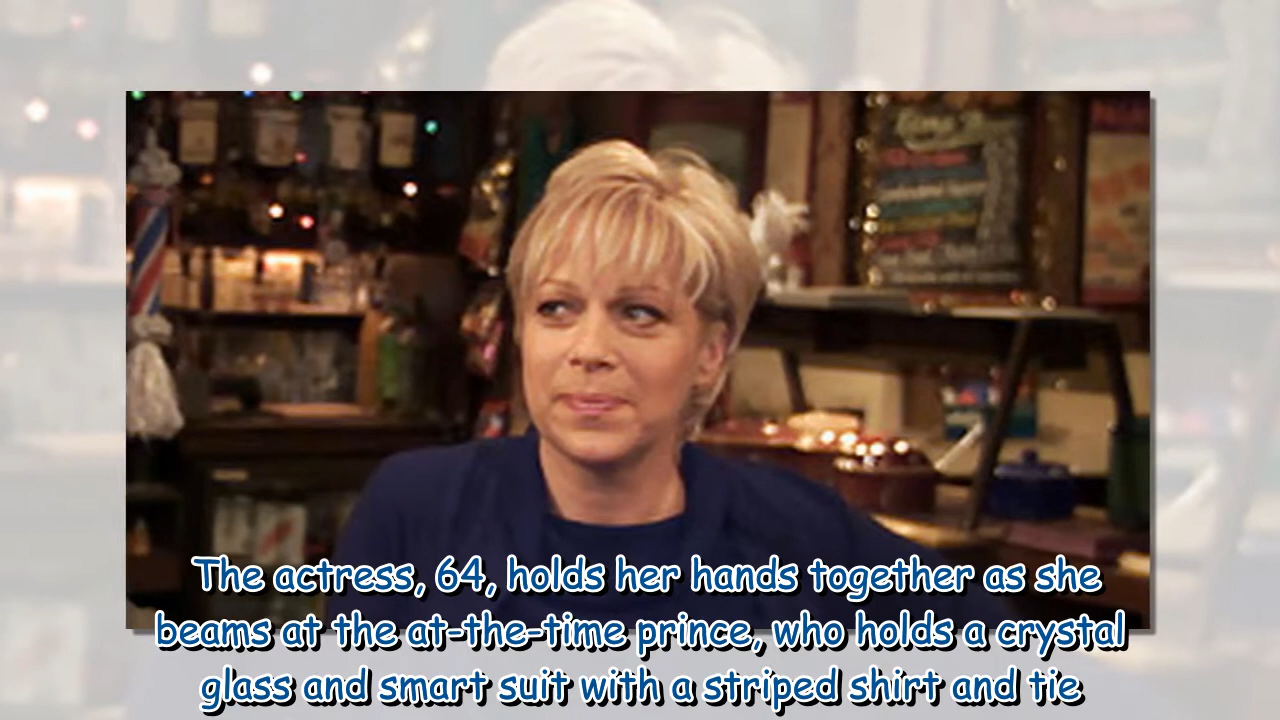 The actress, 64, holds her hands together as she
beams at the at-the-time prince, who holds a crystal
glass and smart suit with a striped shirt and tie